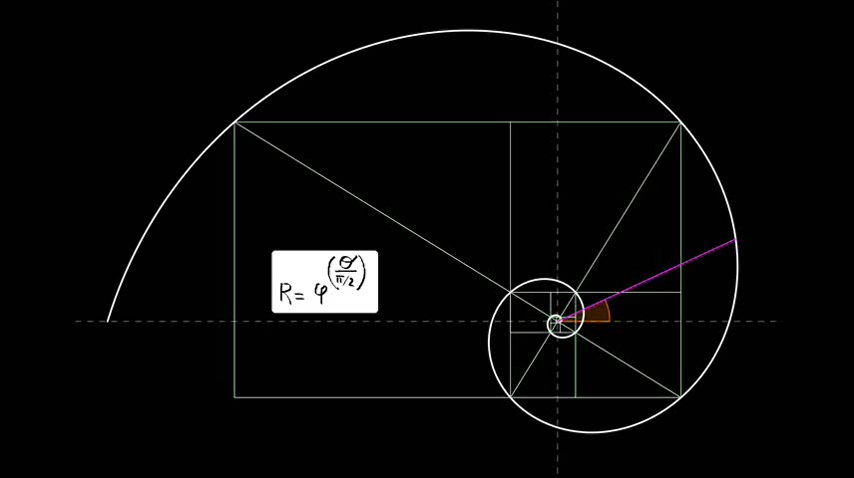 R = φ^(θ/(π/2))